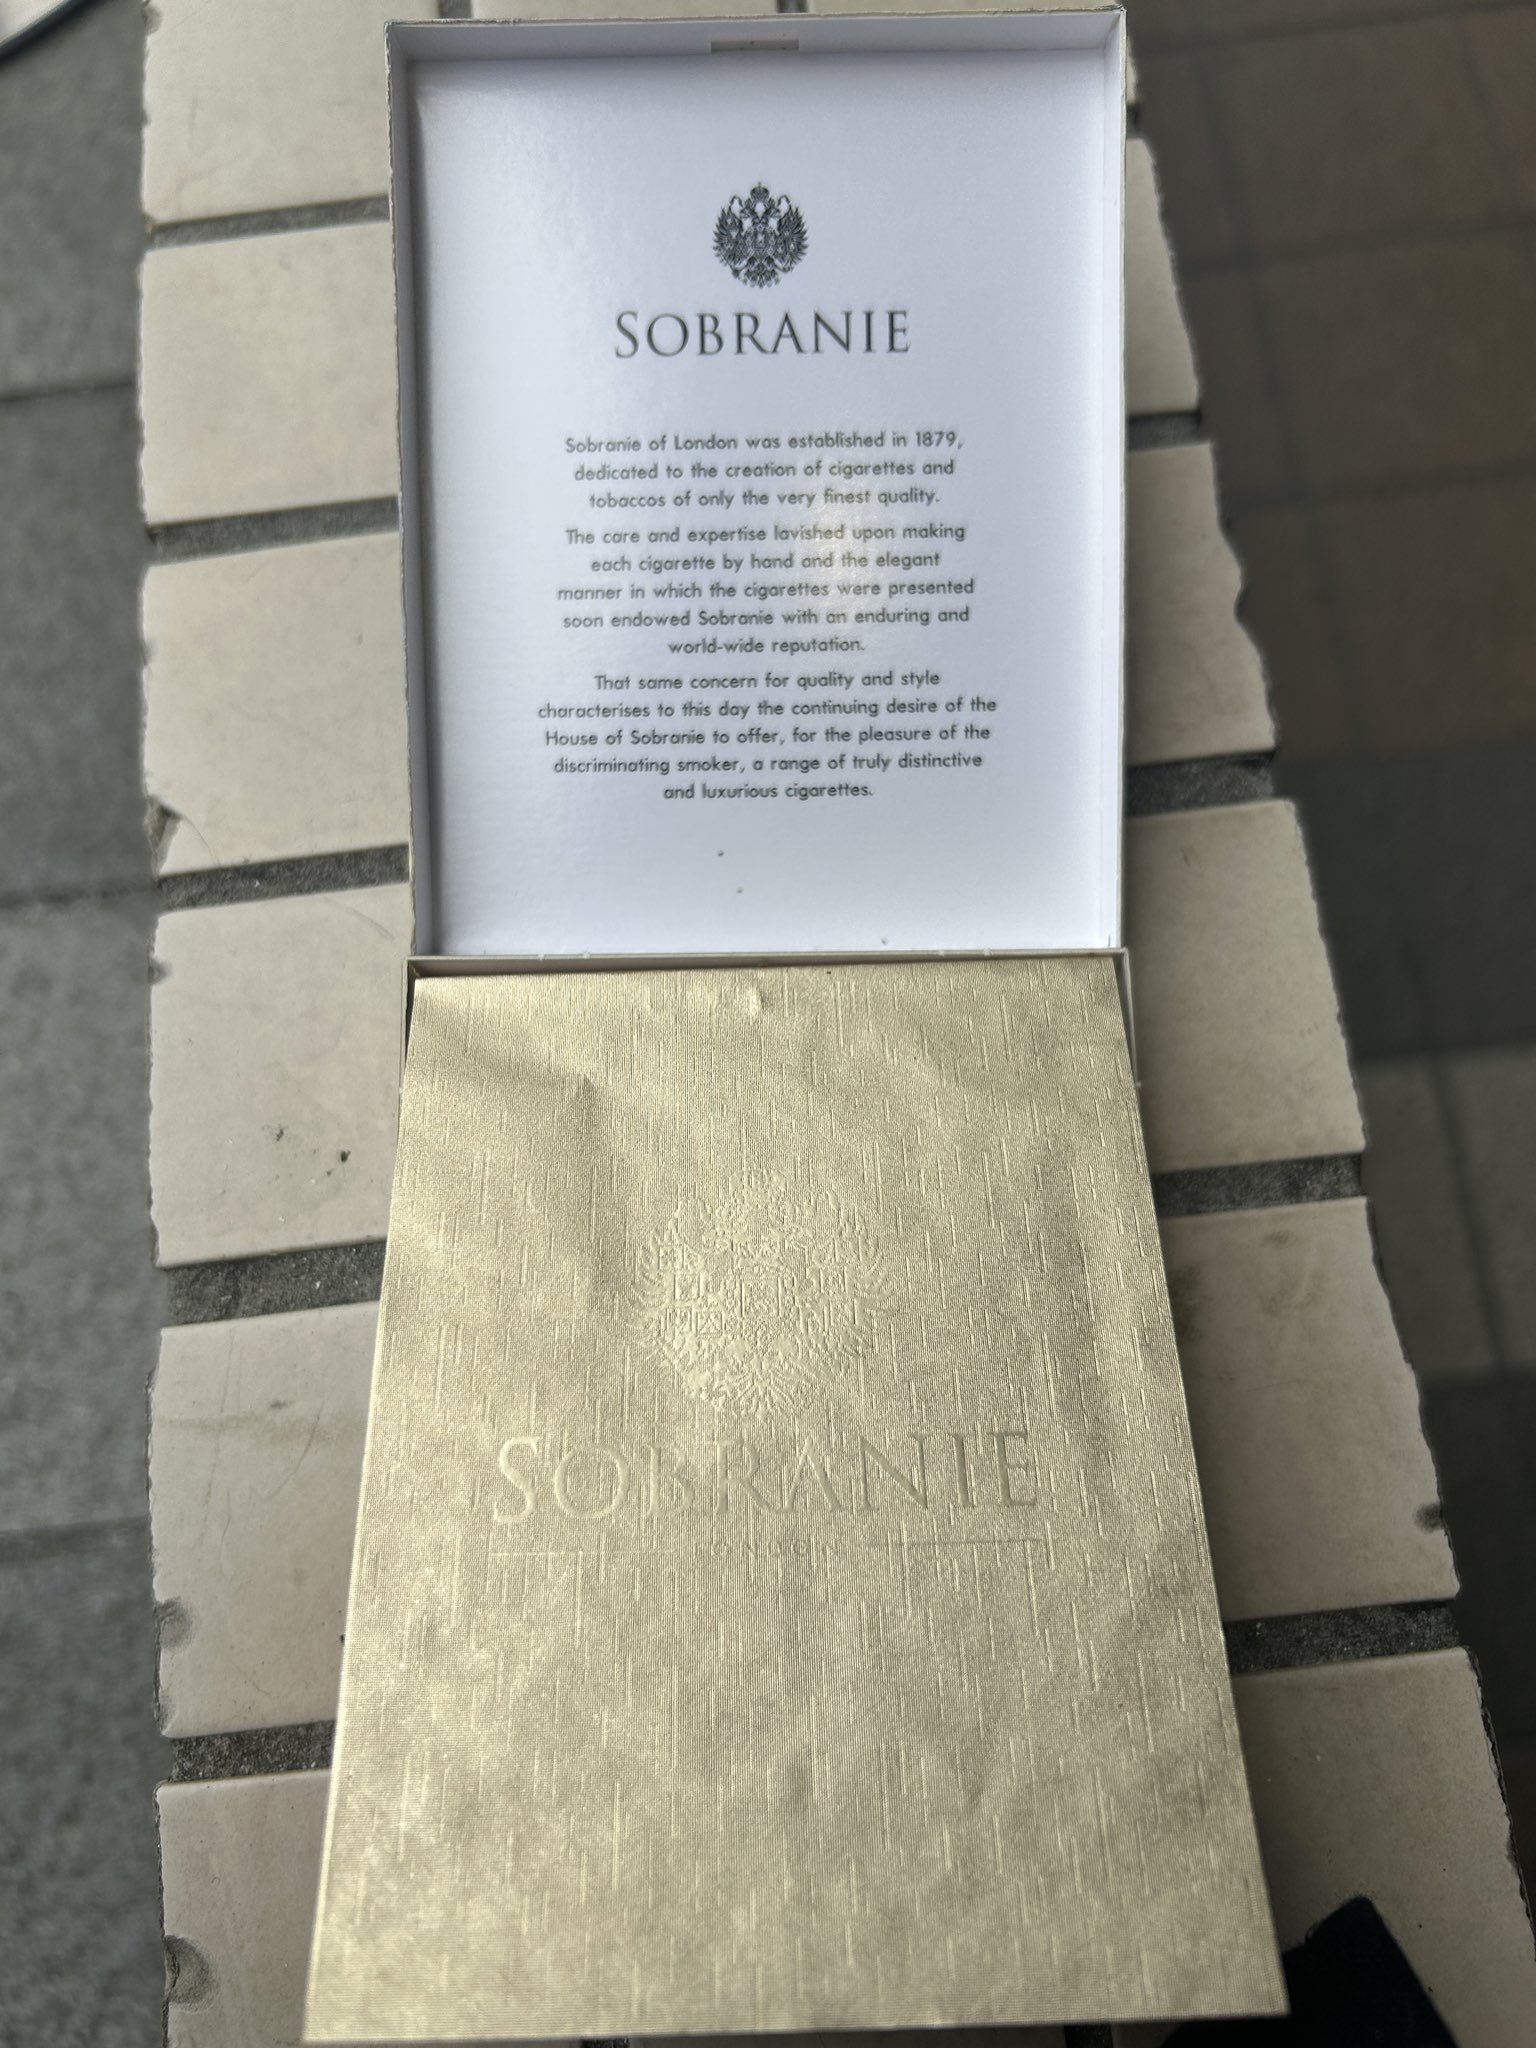 SOBRANIE
Sobranie of London was established in 1879,
dedicated to the creation of cigarettes and
tobaccos of only the very finest quality.
The care and expertise lavished upon making
each cigarette by hand and the elegant
manner in which the cigarettes were presented
soon endowed Sobranie with an enduring and
world-wide reputation.
That same concern for quality and style
characterises to this day the continuing desire of the
House of Sobranie to offer, for the pleasure of the
discriminating smoker, a range of truly distinctive
and luxurious cigarettes.
SOBRANIE
LONDON